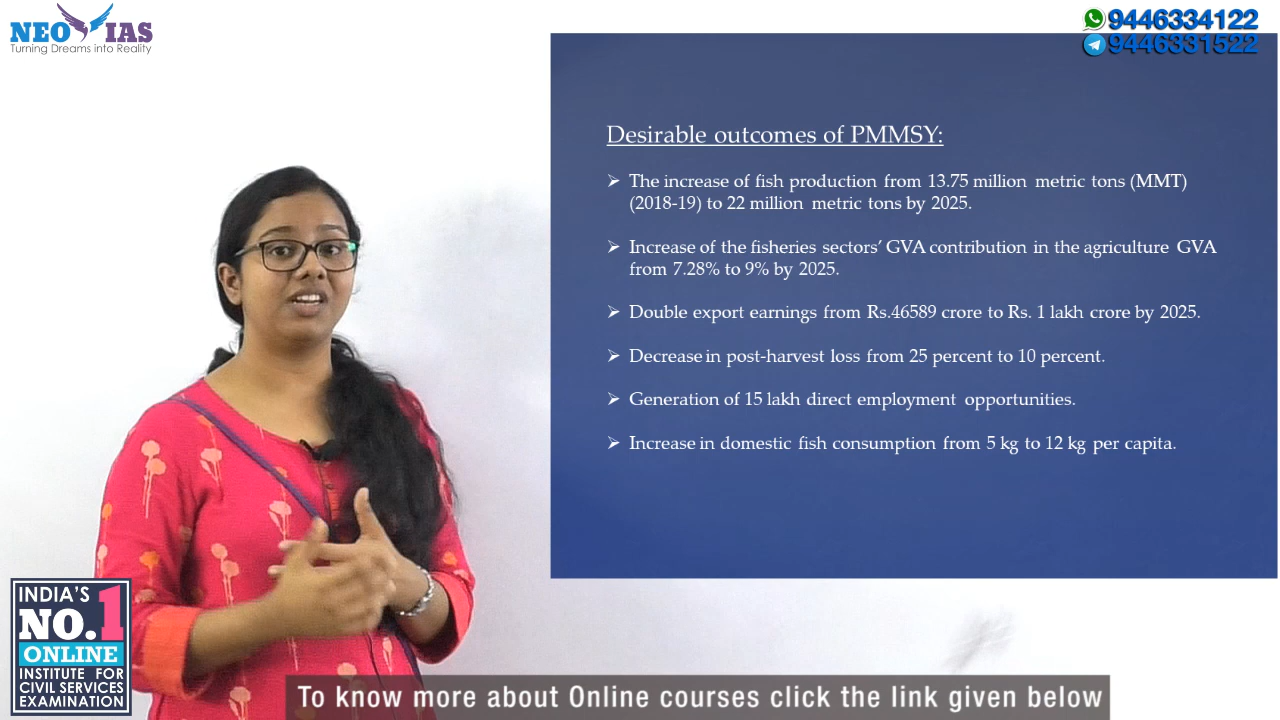 NEO IAS
Turning Dreams into Reality
9446334122
9446331522
Desirable outcomes of PMMSY:
➢ The increase of fish production from 13.75 million metric tons (MMT)
(2018-19) to 22 million metric tons by 2025.
➢ Increase of the fisheries sectors' GVA contribution in the agriculture GVA
from 7.28% to 9% by 2025.
➢ Double export earnings from Rs.46589 crore to Rs. 1 lakh crore by 2025.
➢ Decrease in post-harvest loss from 25 percent to 10 percent.
➢ Generation of 15 lakh direct employment opportunities.
➢ Increase in domestic fish consumption from 5 kg to 12 kg per capita.
INDIA'S
NO.1
ONLINE
INSTITUTE FOR
CIVIL SERVICES
EXAMINATION
To know more about Online courses click the link given below